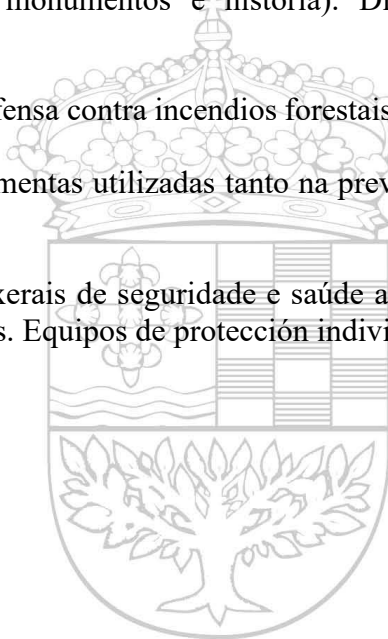 monumentos e historia). Di
fensa contra incendios forestais
mentas utilizadas tanto na prev
xerais de seguridade e saúde a
s. Equipos de protección indivi